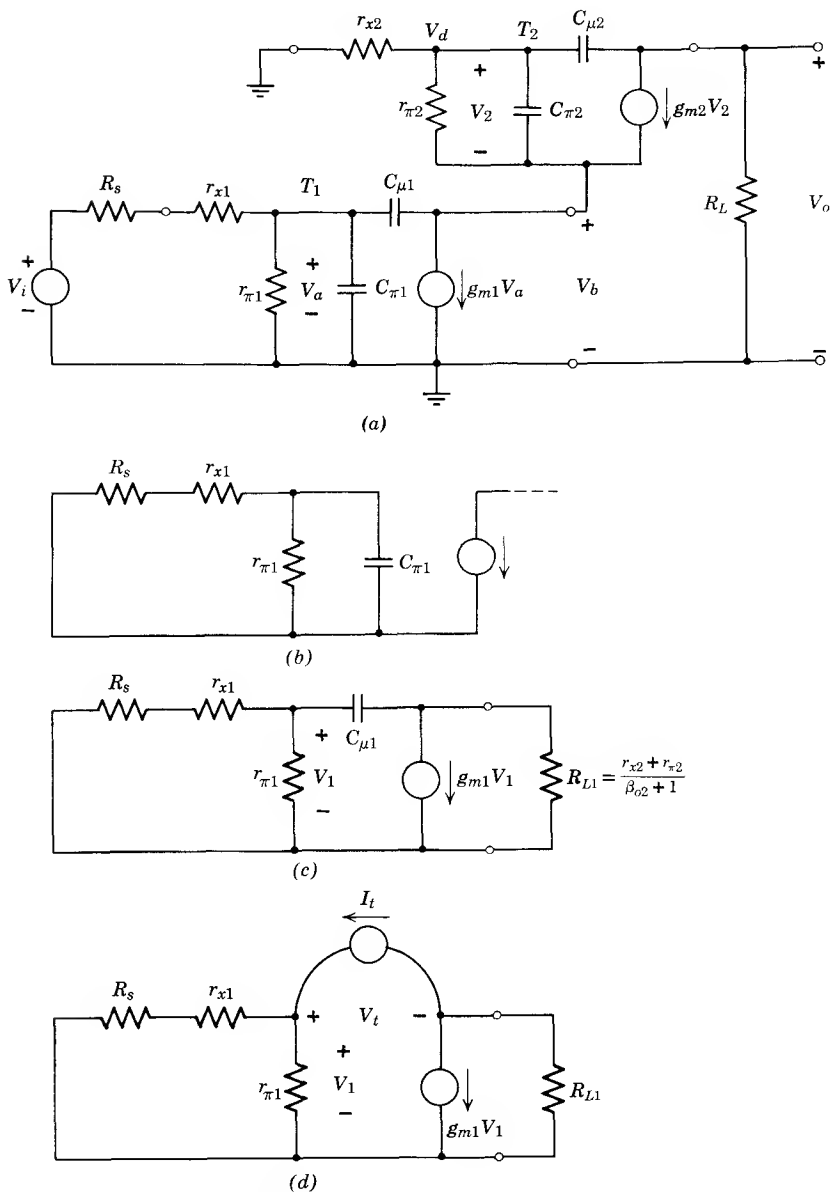 C_{μ2}
r_{x2} V_d T_2
+
r_{π2} V_2 C_{π2} g_{m2}V_2
−
R_s r_{x1} T_1 C_{μ1}
R_L V_o
+ + +
V_i r_{π1} V_a C_{π1} g_{m1}V_a V_b
− − − −
(a)
R_s r_{x1}
r_{π1} C_{π1}
(b)
R_s r_{x1}
+ C_{μ1}
r_{π1} V_1 g_{m1}V_1 R_{L1} = \frac{r_{x2} + r_{π2}}{β_{o2} + 1}
−
(c)
I_t
R_s r_{x1}
+ V_t −
+
r_{π1} V_1 R_{L1}
−
g_{m1}V_1
(d)